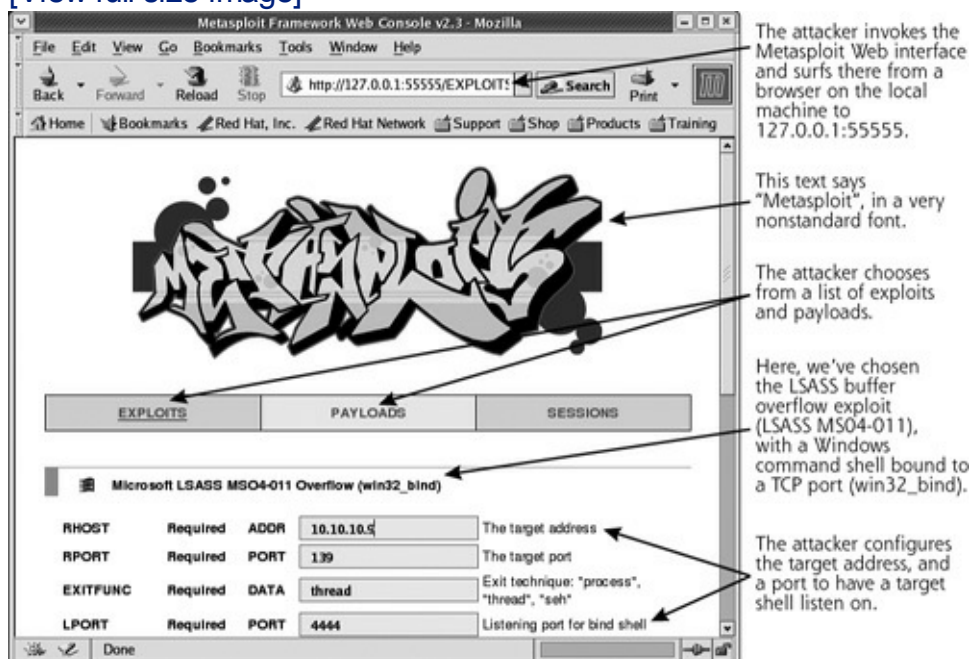 [View full size image]
Metasploit Framework Web Console v2.3 - Mozilla
File Edit View Go Bookmarks Tools Window Help
Back Forward Reload Stop http://127.0.0.1:55555/EXPLOITS Search Print
Home Bookmarks Red Hat, Inc. Red Hat Network Support Shop Products Training
METASPLOIT
EXPLOITS PAYLOADS SESSIONS
Microsoft LSASS MSO4-011 Overflow (win32_bind)
RHOST Required ADDR 10.10.10.5 The target address
RPORT Required PORT 139 The target port
EXITFUNC Required DATA thread Exit technique: "process",
"thread", "seh"
LPORT Required PORT 4444 Listening port for bind shell
Done
The attacker invokes the
Metasploit Web interface
and surfs there from a
browser on the local
machine to
127.0.0.1:55555.
This text says
"Metasploit", in a very
nonstandard font.
The attacker chooses
from a list of exploits
and payloads.
Here, we've chosen
the LSASS buffer
overflow exploit
(LSASS MS04-011),
with a Windows
command shell bound to
a TCP port (win32_bind).
The attacker configures
the target address, and
a port to have a target
shell listen on.